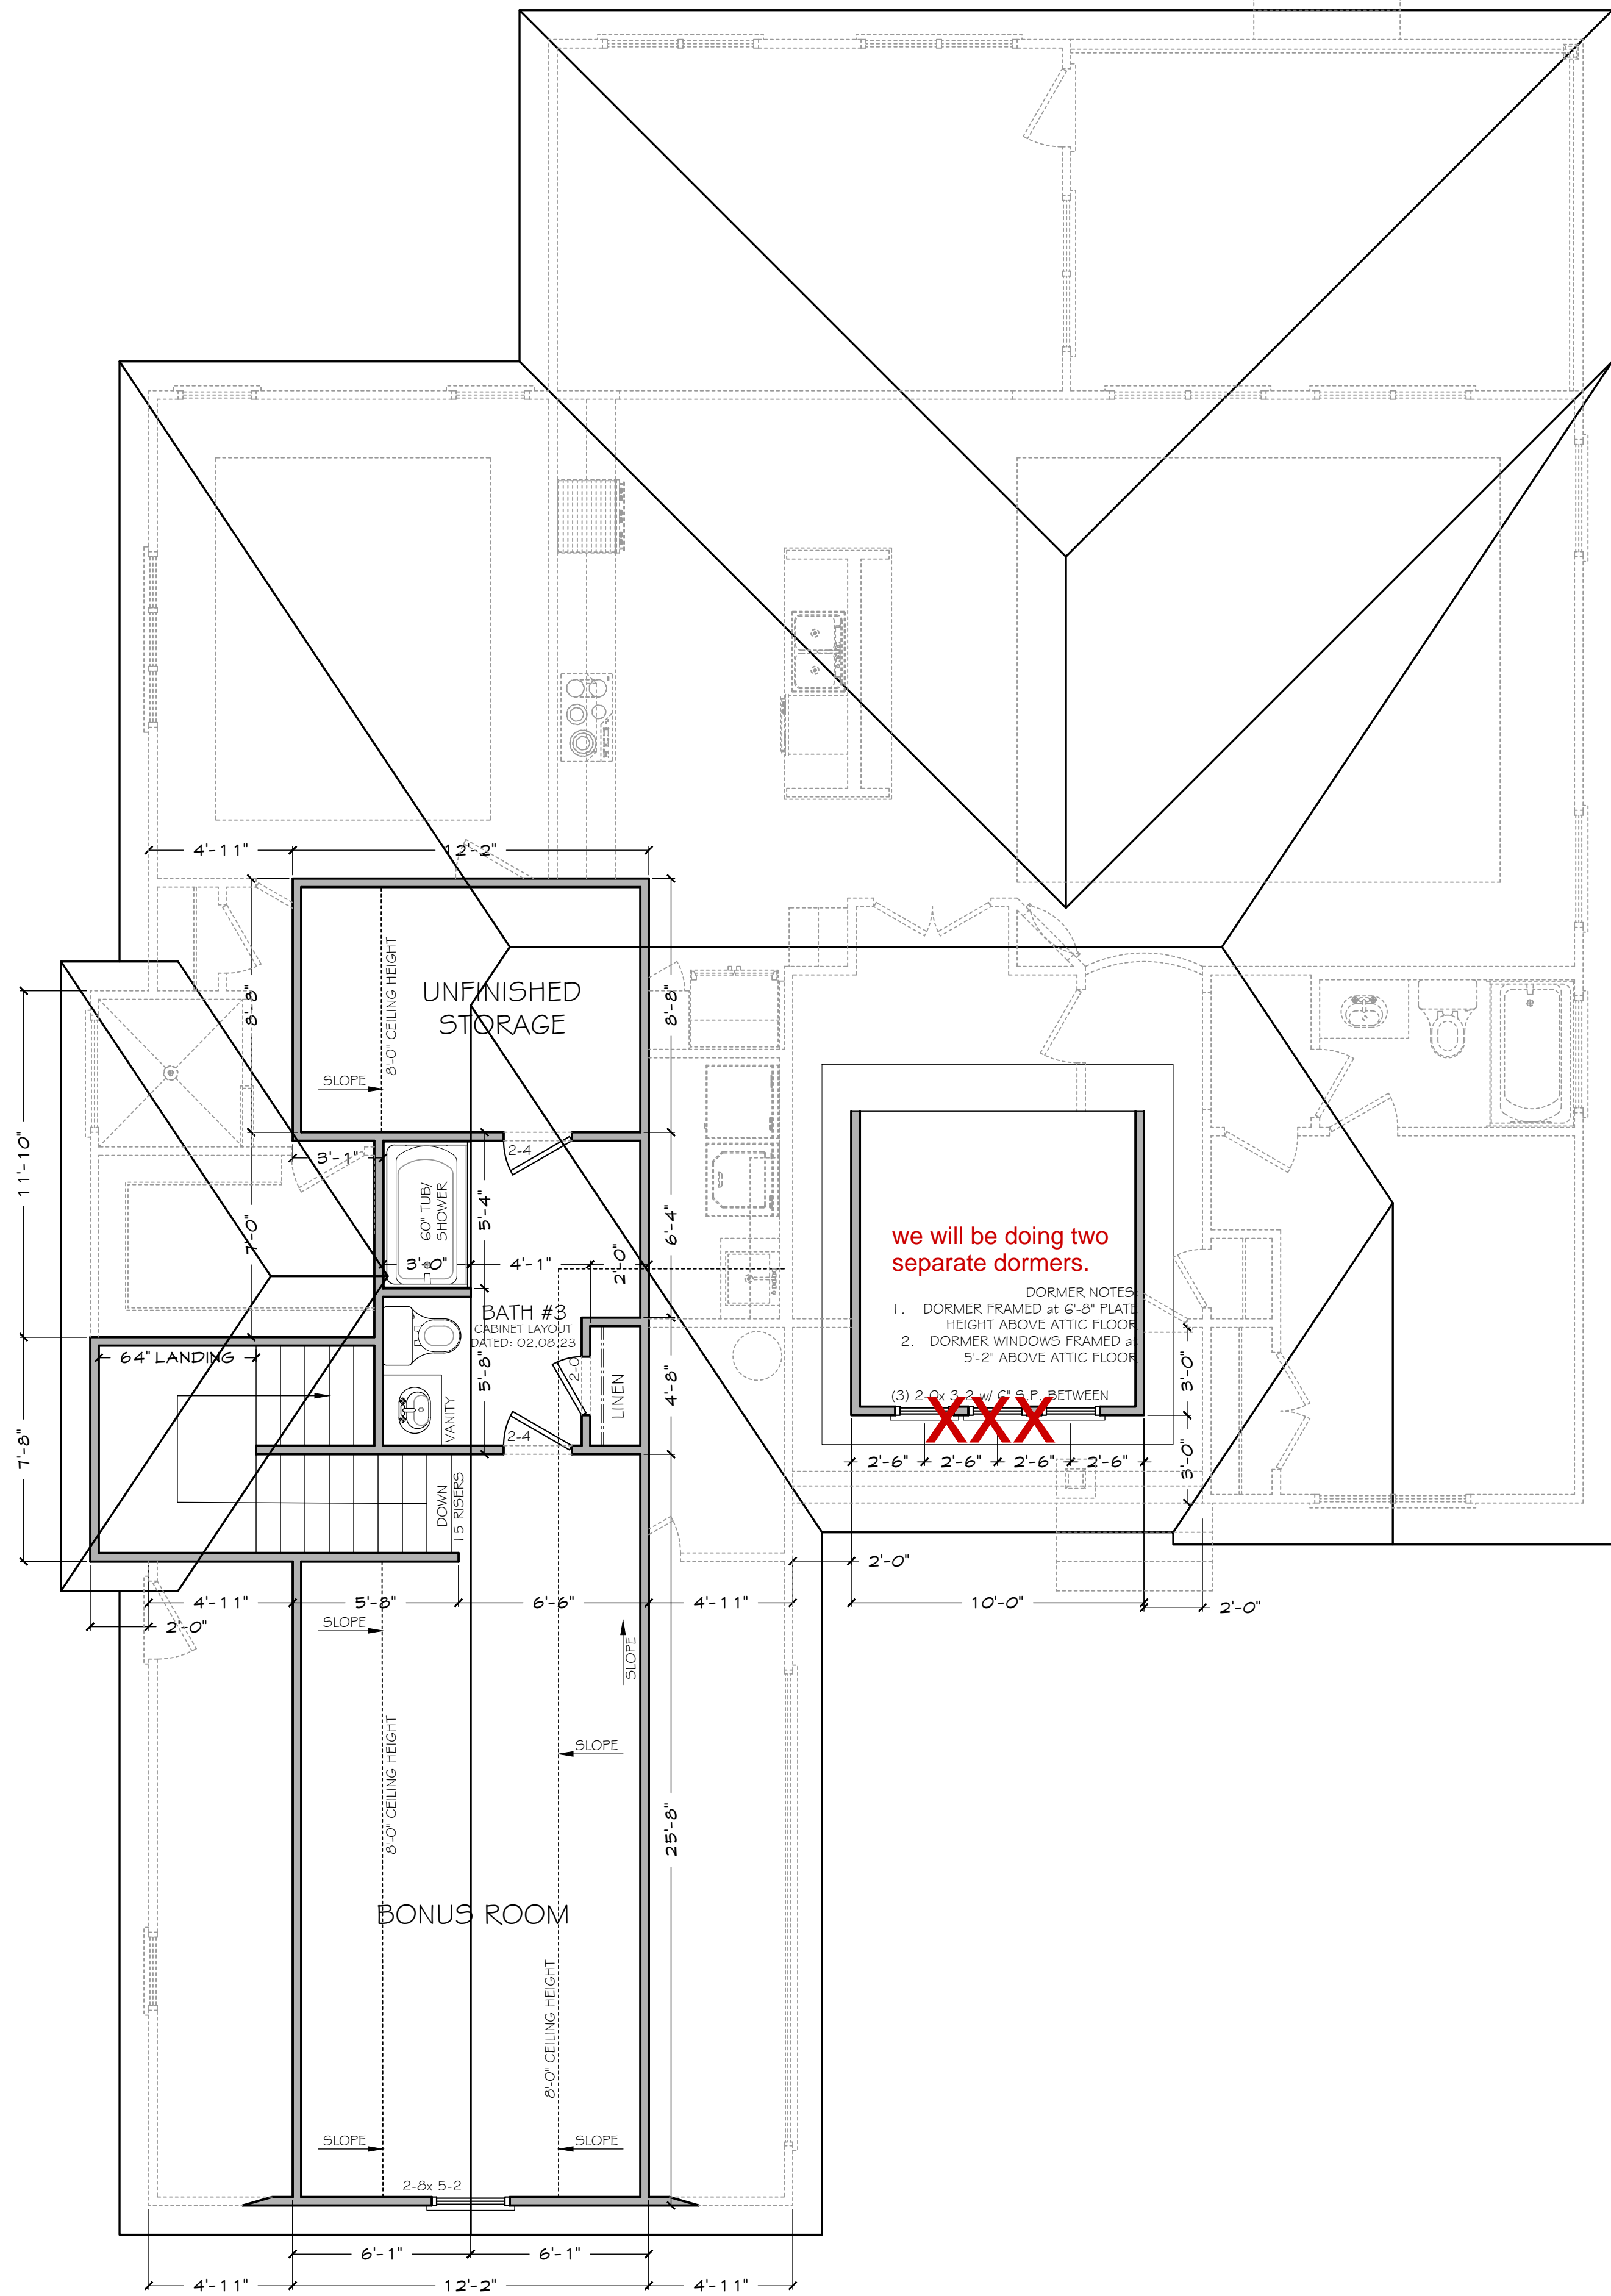 4'-11"
12'-2"
8'-8"
8'-0" CEILING HEIGHT
UNFINISHED
STORAGE
8'-8"
SLOPE
11'-10"
3'-1"
2-4
60" TUB/
SHOWER
5'-4"
6'-4"
7'-0"
3'-0"
4'-1"
2'-0"
we will be doing two
separate dormers.
DORMER NOTES:
1. DORMER FRAMED at 6'-8" PLATE
HEIGHT ABOVE ATTIC FLOOR
2. DORMER WINDOWS FRAMED at
5'-2" ABOVE ATTIC FLOOR
BATH #3
CABINET LAYOUT
DATED: 02.08.23
64" LANDING
5'-8"
2-0
LINEN
4'-8"
3'-0"
(3) 2-0x 3-2 w/ 6" S.P. BETWEEN
XXX
VANITY
2-4
7'-8"
2'-6"
2'-6"
2'-6"
2'-6"
3'-0"
DOWN
15 RISERS
2'-0"
4'-11"
5'-8"
6'-6"
4'-11"
10'-0"
2'-0"
2'-0"
SLOPE
SLOPE
8'-0" CEILING HEIGHT
SLOPE
25'-8"
BONUS ROOM
8'-0" CEILING HEIGHT
SLOPE
SLOPE
2-8x 5-2
6'-1"
6'-1"
4'-11"
12'-2"
4'-11"